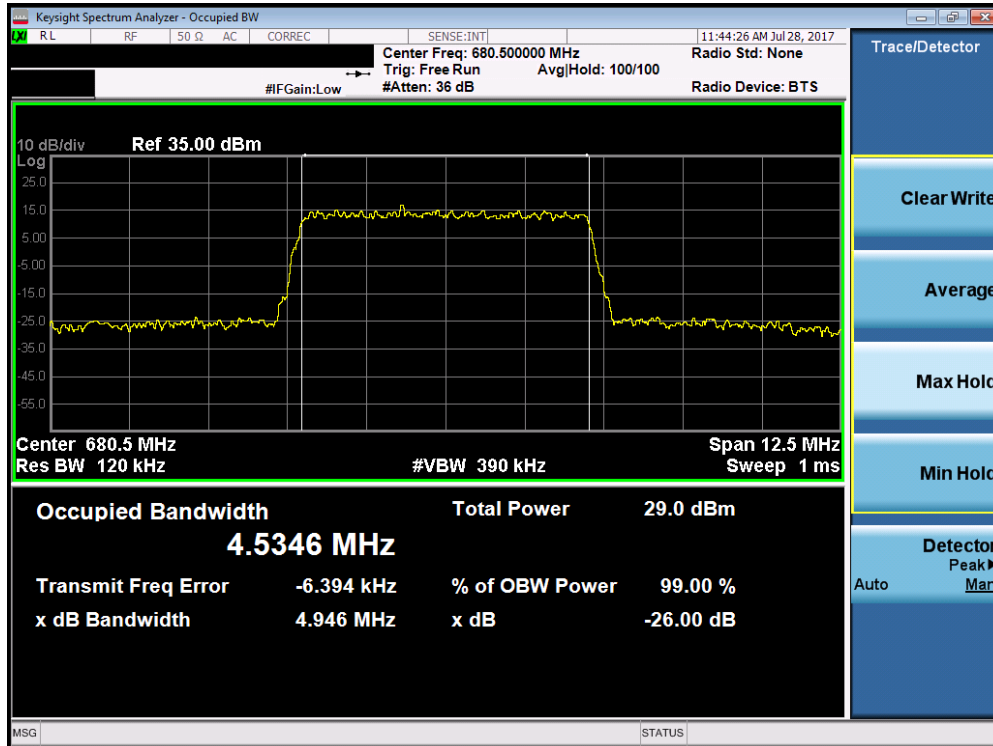 Keysight Spectrum Analyzer - Occupied BW
LXI RL RF 50 Ω AC CORREC SENSE:INT 11:44:26 AM Jul 28, 2017
Center Freq: 680.500000 MHz Radio Std: None
Trig: Free Run Avg|Hold: 100/100
#IFGain:Low #Atten: 36 dB Radio Device: BTS
10 dB/div Ref 35.00 dBm
Log
25.0
15.0
5.00
-5.00
-15.0
-25.0
-35.0
-45.0
-55.0
Center 680.5 MHz Span 12.5 MHz
Res BW 120 kHz #VBW 390 kHz Sweep 1 ms
Occupied Bandwidth Total Power 29.0 dBm
4.5346 MHz
Transmit Freq Error -6.394 kHz % of OBW Power 99.00 %
x dB Bandwidth 4.946 MHz x dB -26.00 dB
Trace/Detector
Clear Write
Average
Max Hold
Min Hold
Detector
Peak▶
Auto Man
MSG STATUS